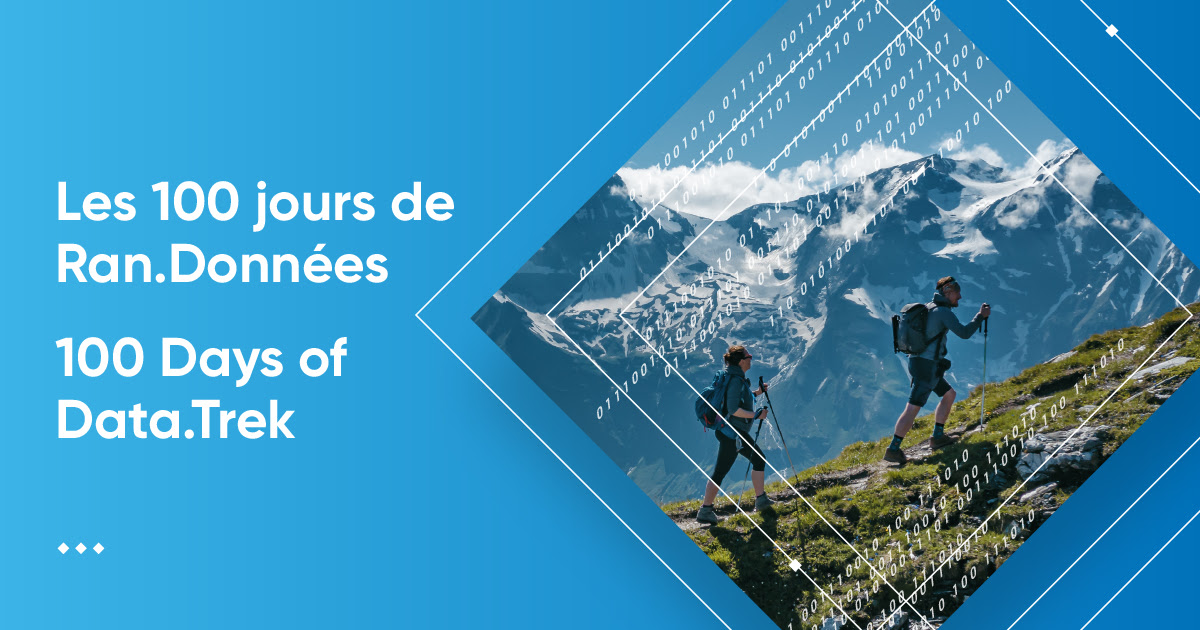 Les 100 jours de
Ran.Données
100 Days of
Data.Trek